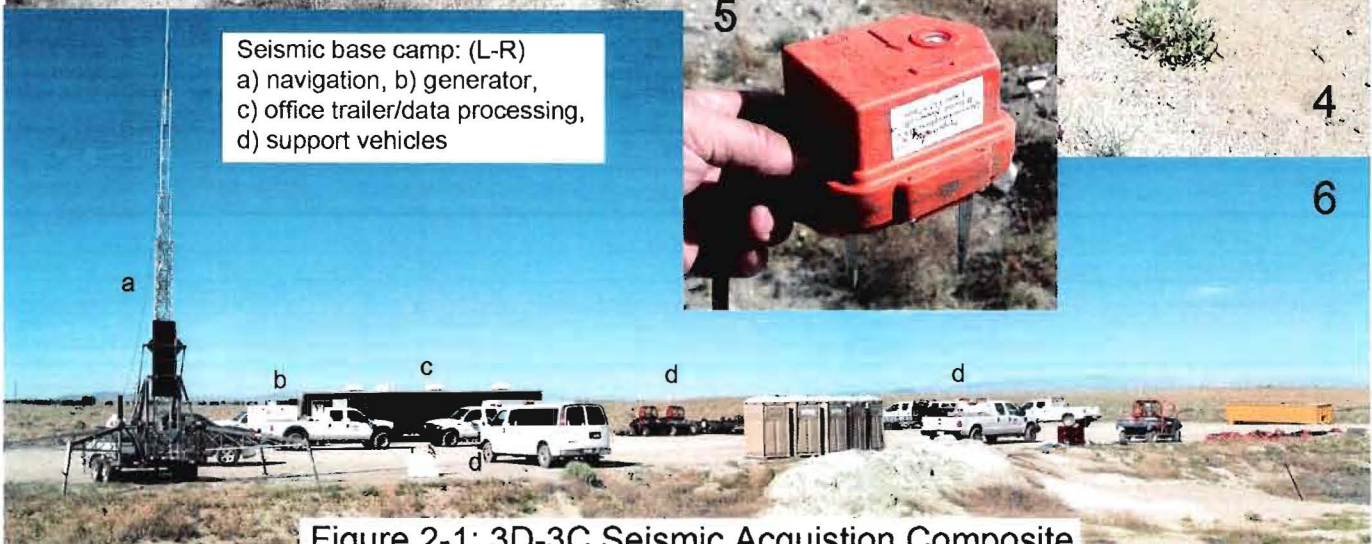 5
Seismic base camp: (L-R)
a) navigation, b) generator,
c) office trailer/data processing,
d) support vehicles
4
6
a
b
c
d
d
d
Figure 2-1: 3D-3C Seismic Acquistion Composite